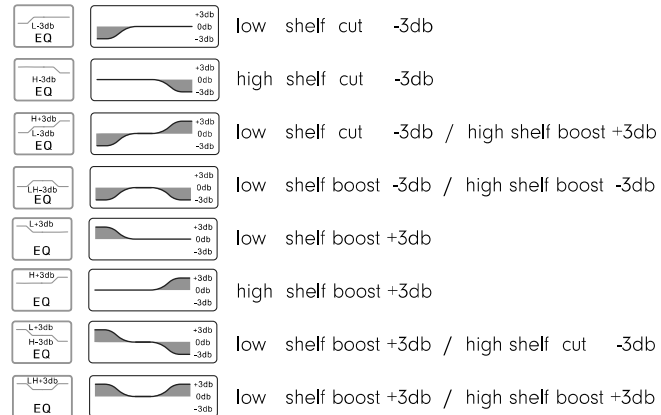 L-3db
EQ
+3db
0db
-3db
low shelf cut -3db
H-3db
EQ
+3db
0db
-3db
high shelf cut -3db
H+3db
L-3db
EQ
+3db
0db
-3db
low shelf cut -3db / high shelf boost +3db
LH-3db
EQ
+3db
0db
-3db
low shelf boost -3db / high shelf boost -3db
L+3db
EQ
+3db
0db
-3db
low shelf boost +3db
H+3db
EQ
+3db
0db
-3db
high shelf boost +3db
L+3db
H-3db
EQ
+3db
0db
-3db
low shelf boost +3db / high shelf cut -3db
LH+3db
EQ
+3db
0db
-3db
low shelf boost +3db / high shelf boost +3db